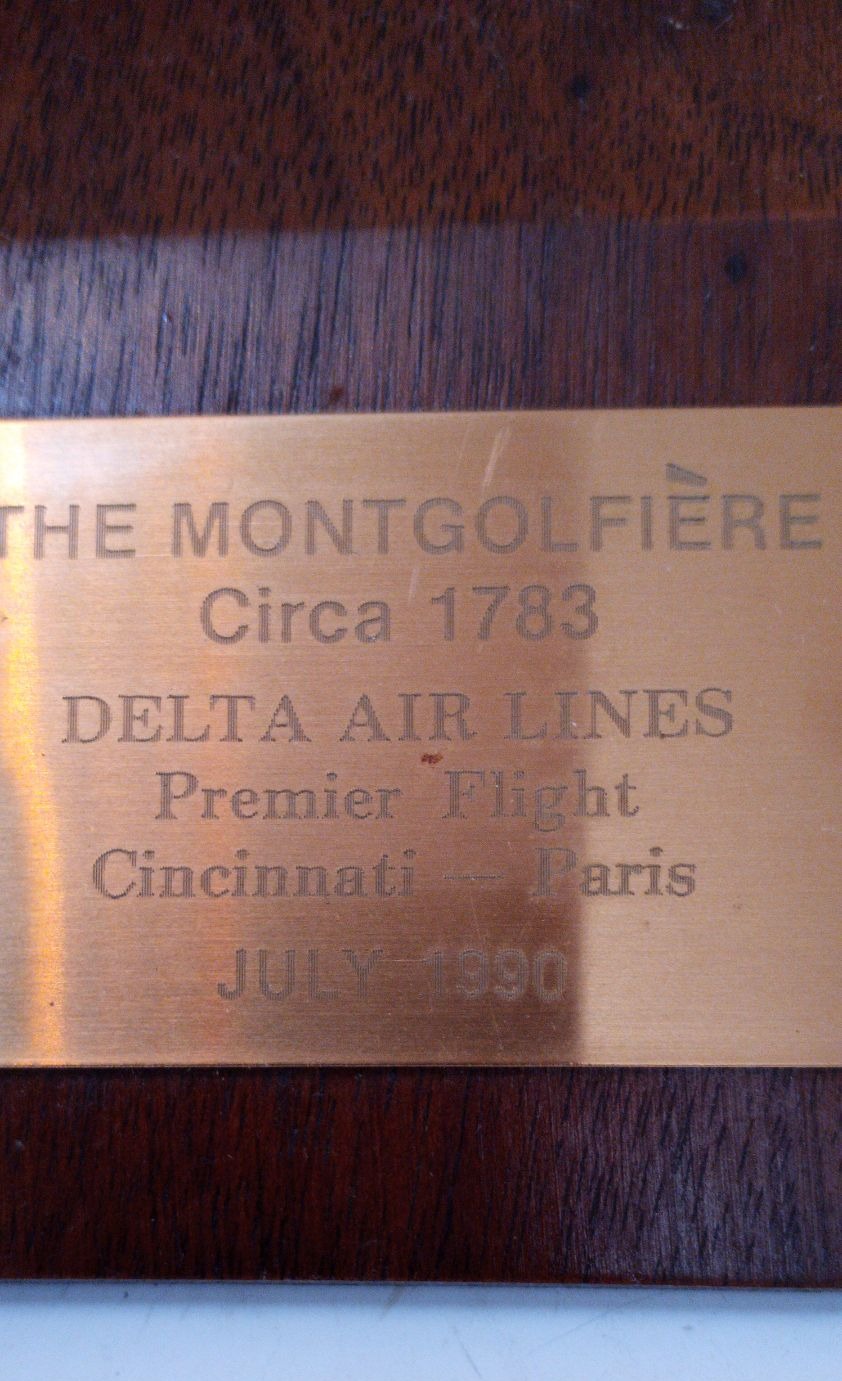 THE MONTGOLFIÈRE
Circa 1783
DELTA AIR LINES
Premier Flight
Cincinnati — Paris
JULY 1990